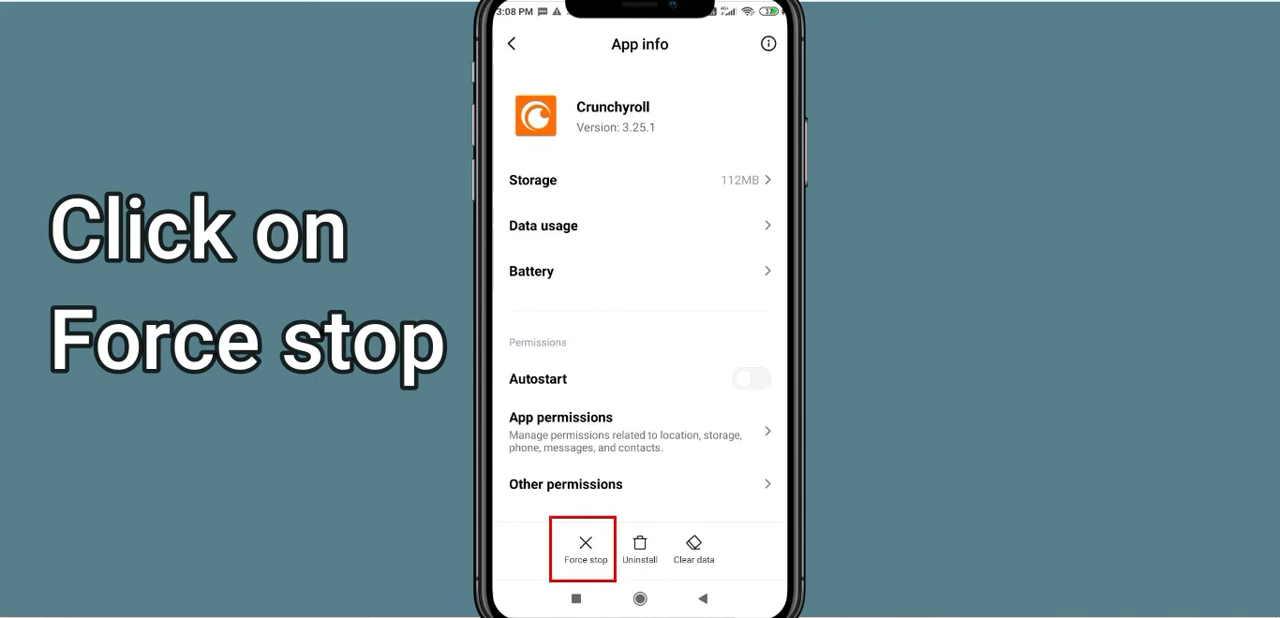 3:08 PM
37
App info
Crunchyroll
Version: 3.25.1
Storage
112MB
Data usage
Battery
Click on
Force stop
Permissions
Autostart
App permissions
Manage permissions related to location, storage,
phone, messages, and contacts.
Other permissions
Force stop
Uninstall
Clear data